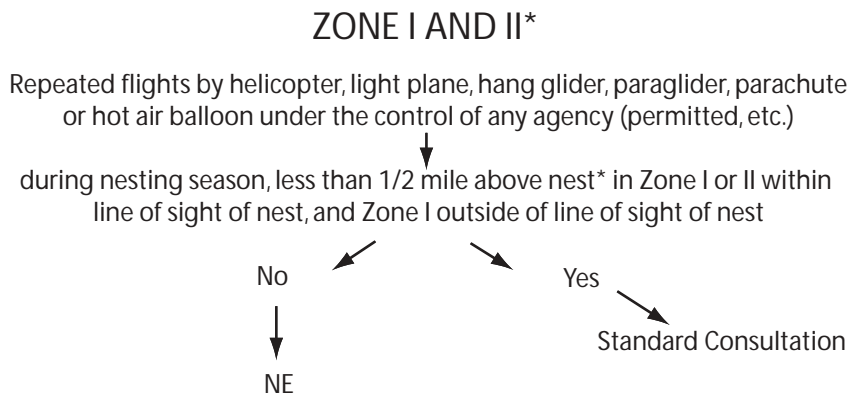 ZONE I AND II*
Repeated flights by helicopter, light plane, hang glider, paraglider, parachute
or hot air balloon under the control of any agency (permitted, etc.)
during nesting season, less than 1/2 mile above nest* in Zone I or II within
line of sight of nest, and Zone I outside of line of sight of nest
No
Yes
Standard Consultation
NE